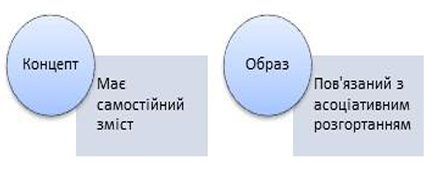 Концепт
Має
самостійний
зміст
Образ
Пов'язаний з
асоціативним
розгортанням